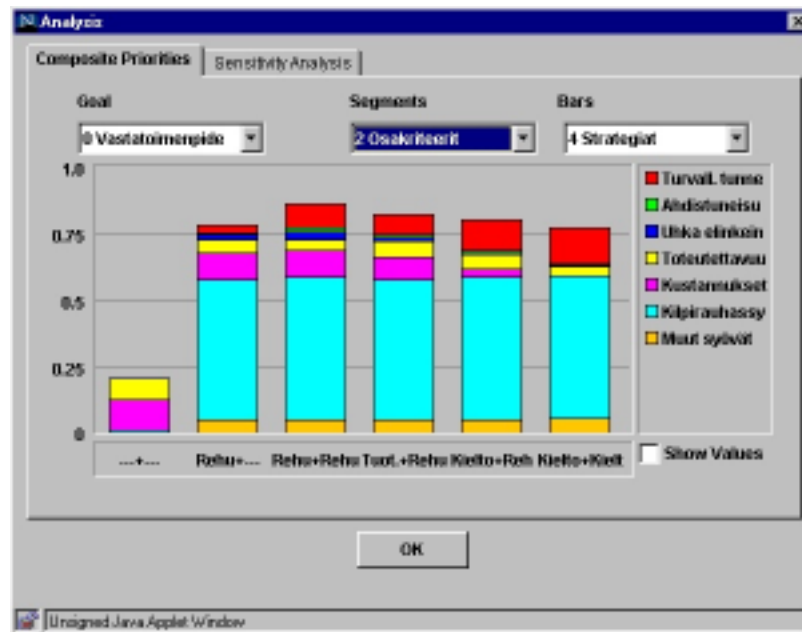 Analysis
Composite Priorities
Sensitivity Analysis
Goal
Segments
Bars
0 Vastatoimenpide
2 Osakriteerit
4 Strategiat
1.0
0.75
0.5
0.25
0
Turvall. tunne
Ahdistuneisu
Uhka elinkein
Toteutettavuu
Kustannukset
Kilpirauhassy
Muut syövät
---+---
Rehu+---
Rehu+Rehu
Tuot.+Rehu
Kielto+Reh
Kielto+Kielt
Show Values
OK
Unsigned Java Applet Window